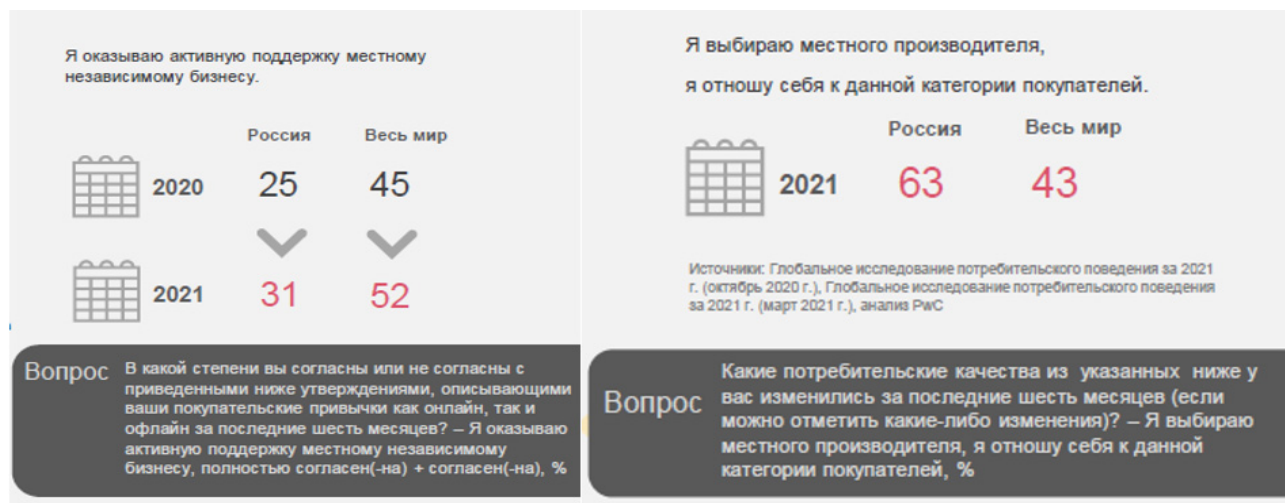 Я оказываю активную поддержку местному
независимому бизнесу.
Россия Весь мир
2020 25 45
2021 31 52
Вопрос
В какой степени вы согласны или не согласны с
приведенными ниже утверждениями, описывающими
ваши покупательские привычки как онлайн, так и
офлайн за последние шесть месяцев? – Я оказываю
активную поддержку местному независимому
бизнесу, полностью согласен(-на) + согласен(-на), %
Я выбираю местного производителя,
я отношу себя к данной категории покупателей.
Россия Весь мир
2021 63 43
Источники: Глобальное исследование потребительского поведения за 2021
г. (октябрь 2020 г.), Глобальное исследование потребительского поведения
за 2021 г. (март 2021 г.), анализ PwC
Вопрос
Какие потребительские качества из указанных ниже у
вас изменились за последние шесть месяцев (если
можно отметить какие-либо изменения)? – Я выбираю
местного производителя, я отношу себя к данной
категории покупателей, %